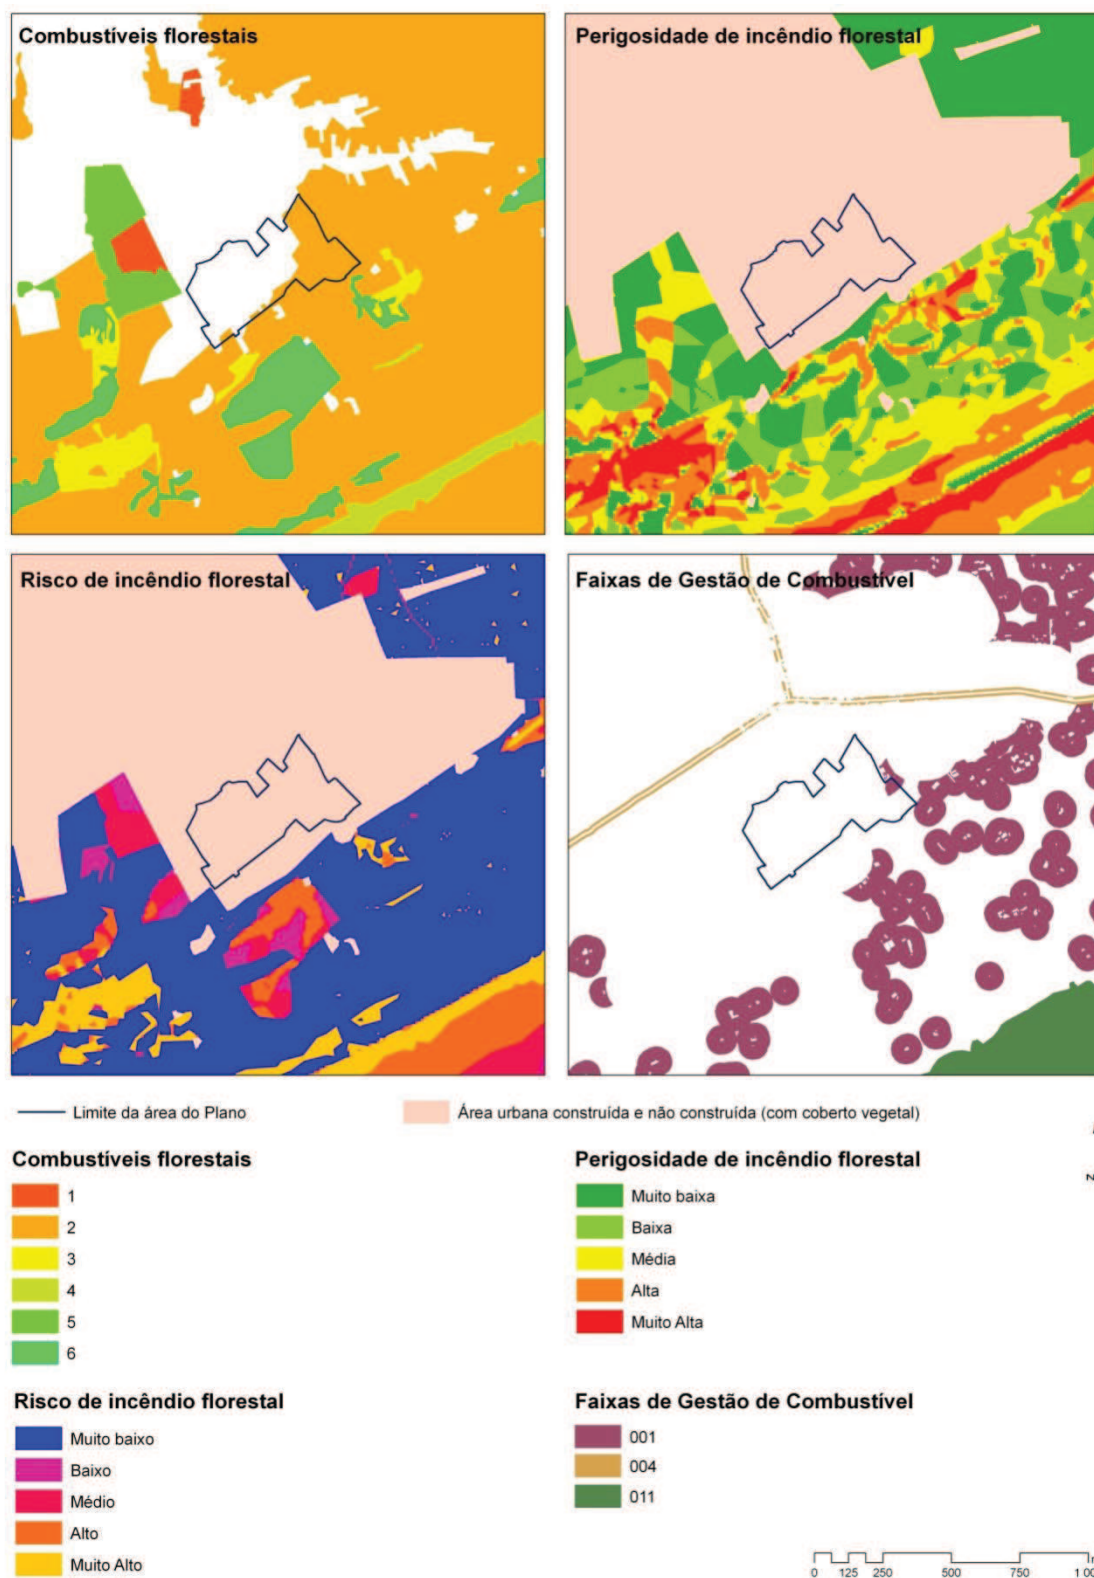 Combustíveis florestais
Perigosidade de incêndio florestal
Risco de incêndio florestal
Faixas de Gestão de Combustível
Limite da área do Plano
Área urbana construída e não construída (com coberto vegetal)
Combustíveis florestais
1
2
3
4
5
6
Perigosidade de incêndio florestal
Muito baixa
Baixa
Média
Alta
Muito Alta
Risco de incêndio florestal
Muito baixo
Baixo
Médio
Alto
Muito Alto
Faixas de Gestão de Combustível
001
004
011
0 125 250 500 750 1 00